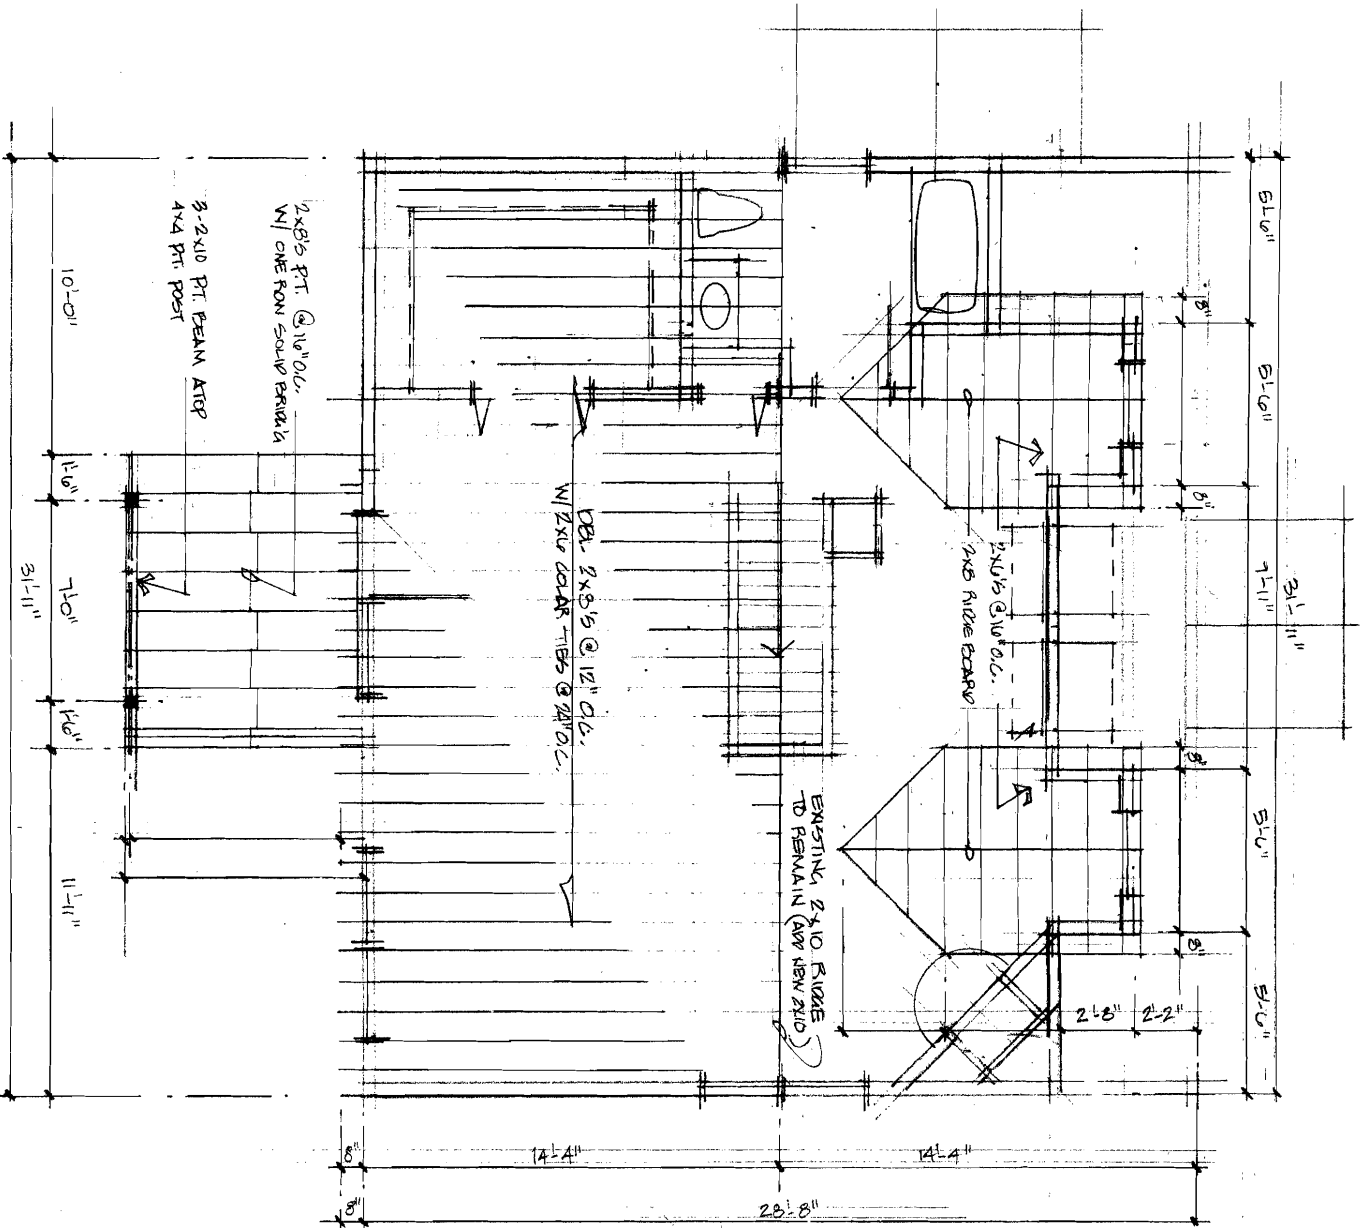 2x8's P.T. @ 16" O.C.
W/ ONE ROW SOLID BRIDG'G
3-2x10 P.T. BEAM ATOP
4x4 P.T. POST
DBL- 2x8's @ 12" O.C.
W/ 2x6 COLAR-TIES @ 24" O.C.
2x6's @ 16" O.C.
2x8 RIDGE BOARD
EXISTING 2x10 RIDGE
TO REMAIN (ADD NEW 2x10)
10'-0"
1'-6"
7'-0"
1'-6"
11'-11"
31'-11"
5'-6"
8"
5'-6"
8"
7'-11"
31'-11"
8"
5'-6"
8"
5'-6"
2'-8"
2'-2"
8"
14'-4"
14'-4"
8"
28'-8"